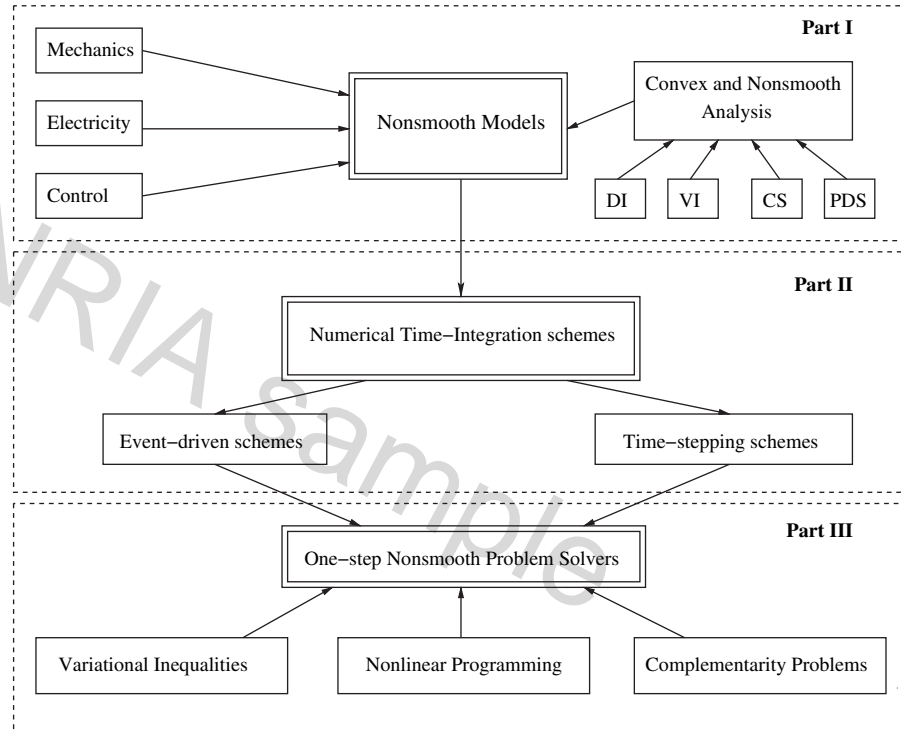 Part I
Mechanics
Electricity
Control
Nonsmooth Models
Convex and Nonsmooth
Analysis
DI
VI
CS
PDS
Part II
Numerical Time−Integration schemes
Event−driven schemes
Time−stepping schemes
Part III
One−step Nonsmooth Problem Solvers
Variational Inequalities
Nonlinear Programming
Complementarity Problems
NRIA sample